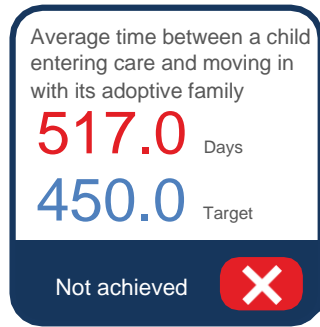 Average time between a child
entering care and moving in
with its adoptive family
517.0 Days
450.0 Target
Not achieved